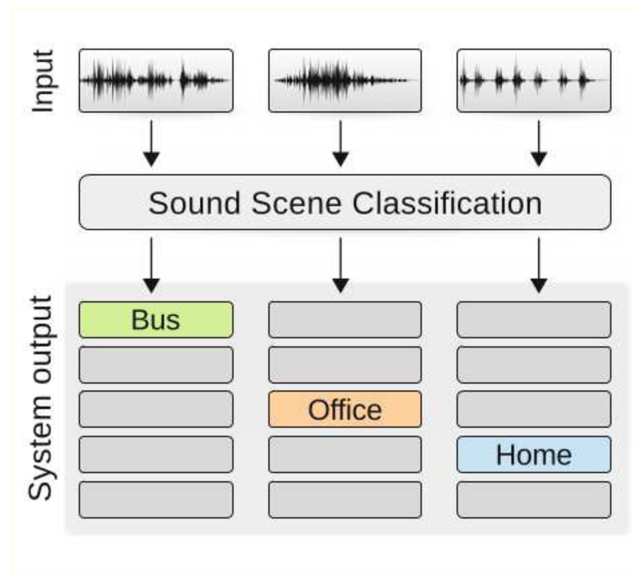 Input
Sound Scene Classification
System output
Bus
Office
Home